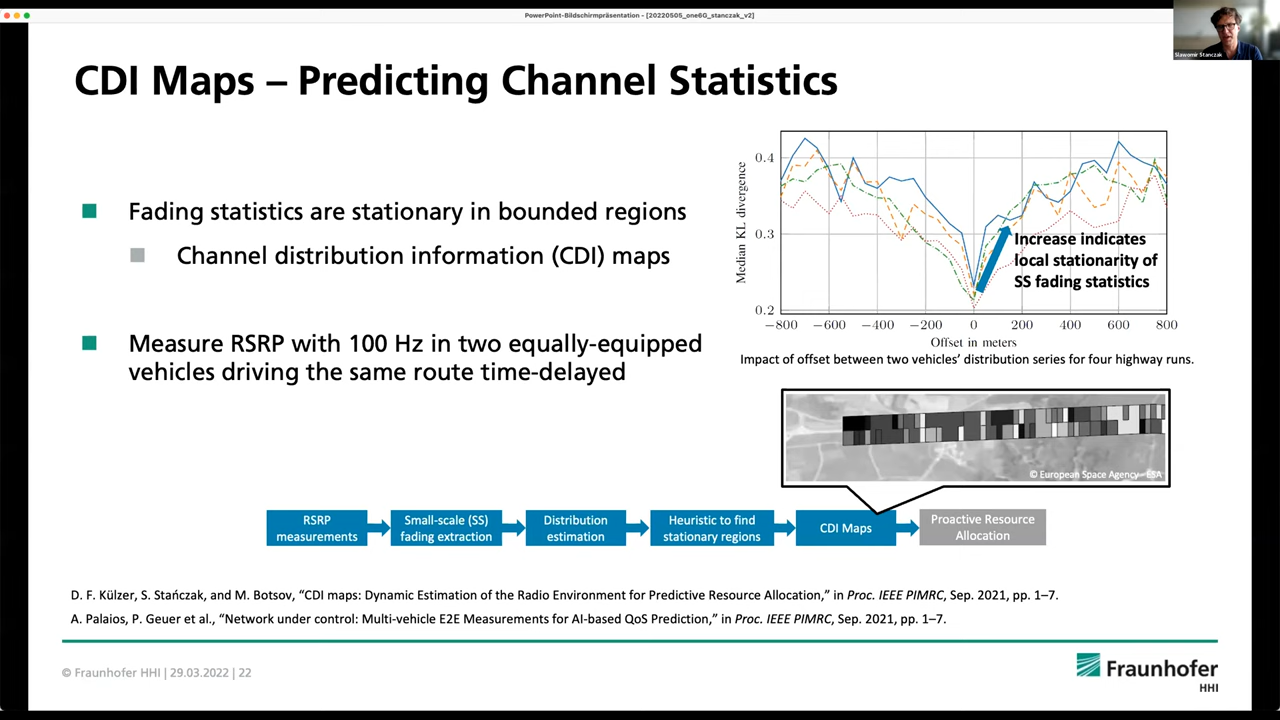 PowerPoint-Bildschirmpräsentation - [20220505_one6G_stanczak_v2]
Slawomir Stanczak
CDI Maps – Predicting Channel Statistics
Fading statistics are stationary in bounded regions
Channel distribution information (CDI) maps
Measure RSRP with 100 Hz in two equally-equipped
vehicles driving the same route time-delayed
Median KL divergence
0.4
0.3
0.2
Increase indicates
local stationarity of
SS fading statistics
−800 −600 −400 −200 0 200 400 600 800
Offset in meters
Impact of offset between two vehicles’ distribution series for four highway runs.
© European Space Agency - ESA
RSRP
measurements
Small-scale (SS)
fading extraction
Distribution
estimation
Heuristic to find
stationary regions
CDI Maps
Proactive Resource
Allocation
D. F. Külzer, S. Stańczak, and M. Botsov, “CDI maps: Dynamic Estimation of the Radio Environment for Predictive Resource Allocation,” in Proc. IEEE PIMRC, Sep. 2021, pp. 1–7.
A. Palaios, P. Geuer et al., “Network under control: Multi-vehicle E2E Measurements for AI-based QoS Prediction,” in Proc. IEEE PIMRC, Sep. 2021, pp. 1–7.
© Fraunhofer HHI | 29.03.2022 | 22
Fraunhofer
HHI